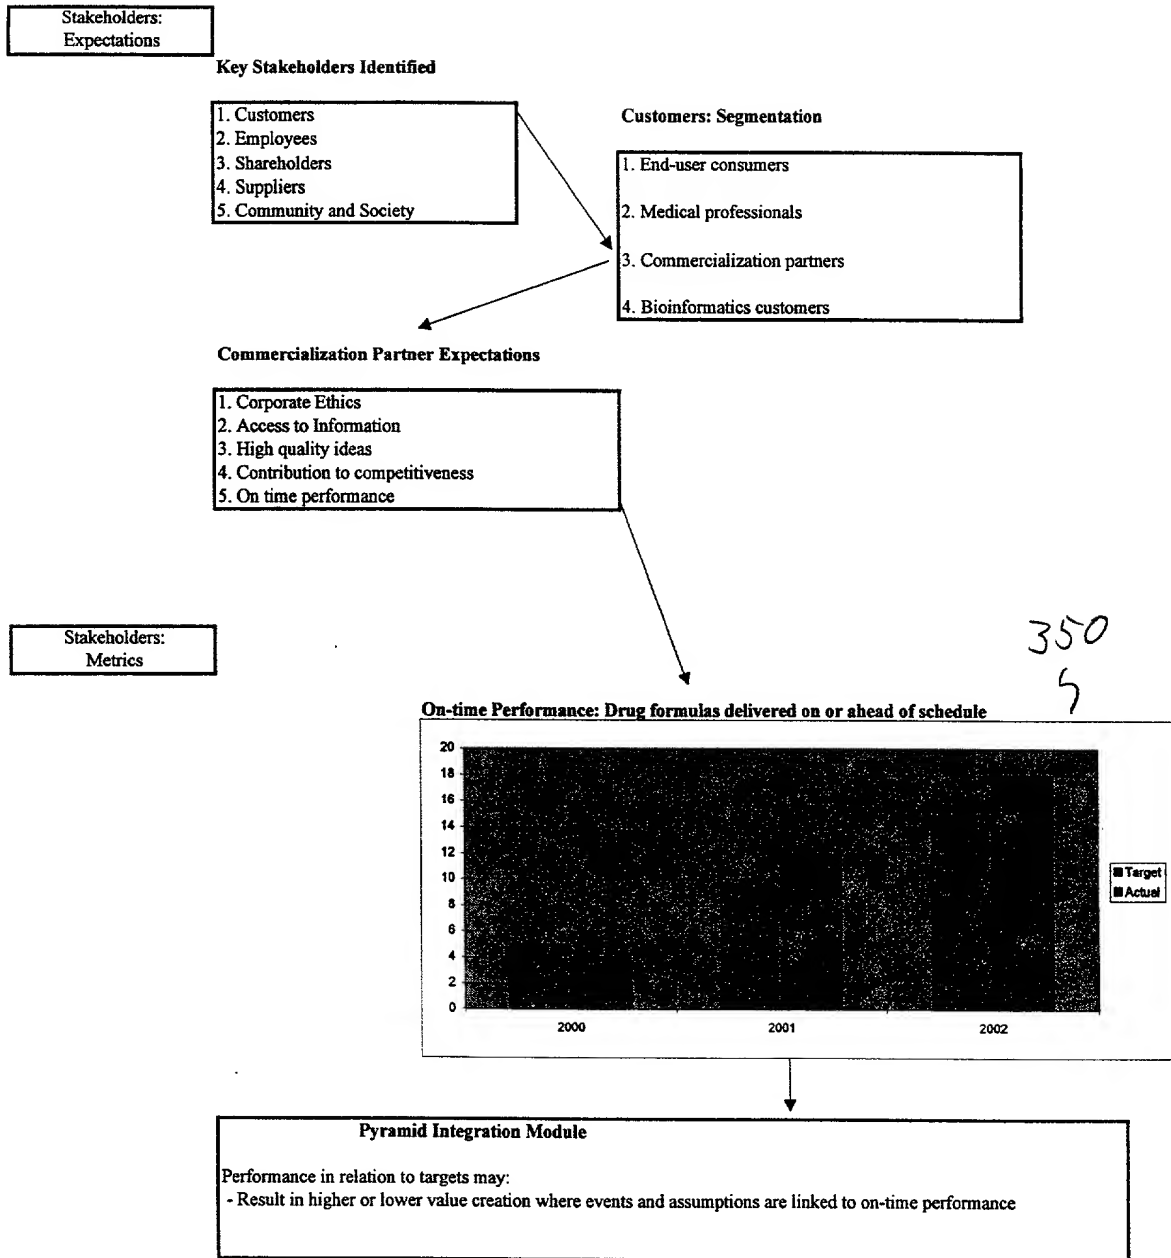 Stakeholders:
Expectations
Key Stakeholders Identified
1. Customers
2. Employees
3. Shareholders
4. Suppliers
5. Community and Society
Customers: Segmentation
1. End-user consumers
2. Medical professionals
3. Commercialization partners
4. Bioinformatics customers
Commercialization Partner Expectations
1. Corporate Ethics
2. Access to Information
3. High quality ideas
4. Contribution to competitiveness
5. On time performance
Stakeholders:
Metrics
350
5
On-time Performance: Drug formulas delivered on or ahead of schedule
20
18
16
14
12
10
8
6
4
2
0
2000
2001
2002
Target
Actual
Pyramid Integration Module
Performance in relation to targets may:
- Result in higher or lower value creation where events and assumptions are linked to on-time performance